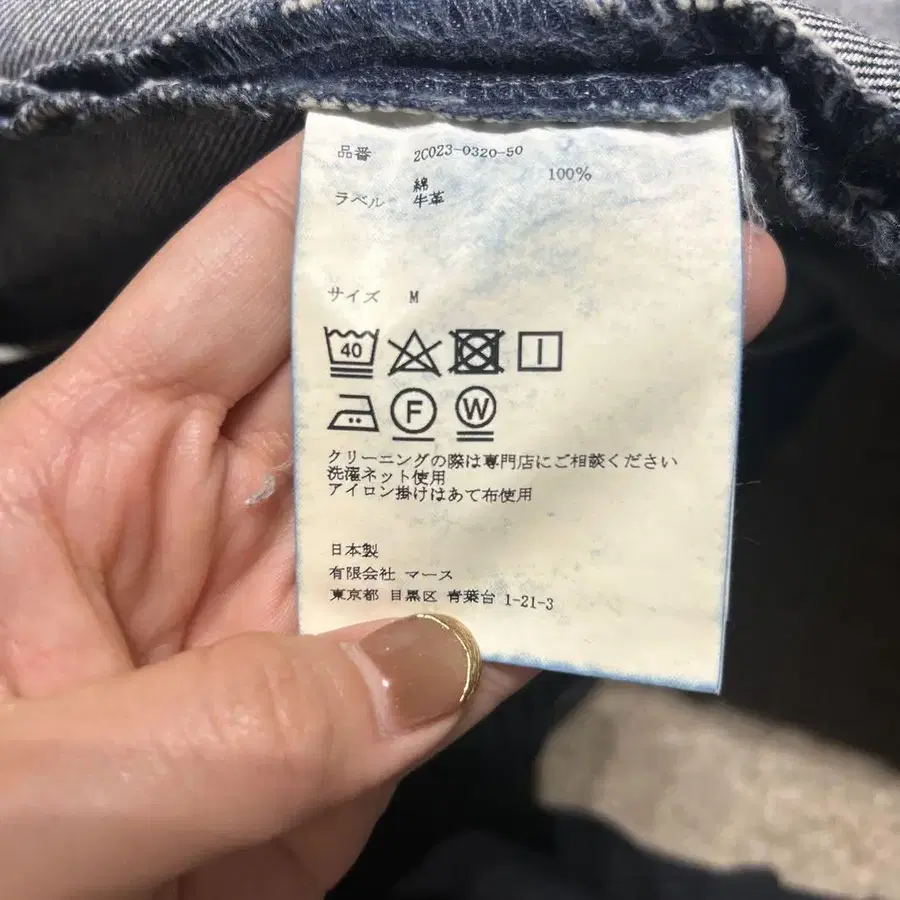 品番 2C023-0320-50
綿 100%
ラベル 牛革
サイズ M
40
F W
クリーニングの際は専門店にご相談ください
洗濯ネット使用
アイロン掛けはあて布使用
日本製
有限会社 マース
東京都 目黒区 青葉台 1-21-3